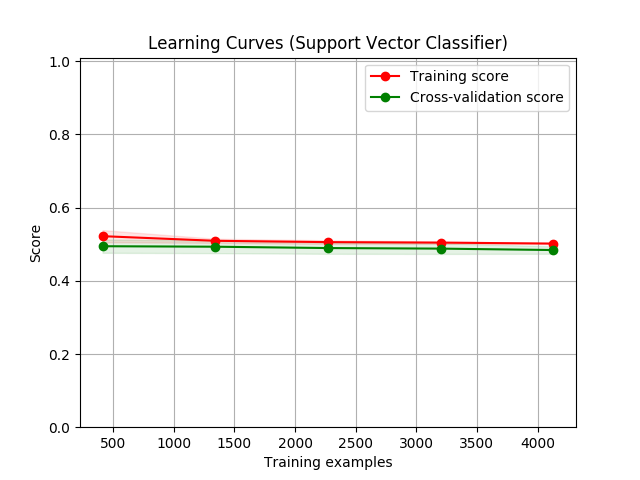 Learning Curves (Support Vector Classifier)
Training score
Cross-validation score
1.0
0.8
0.6
0.4
0.2
0.0
Score
500 1000 1500 2000 2500 3000 3500 4000
Training examples